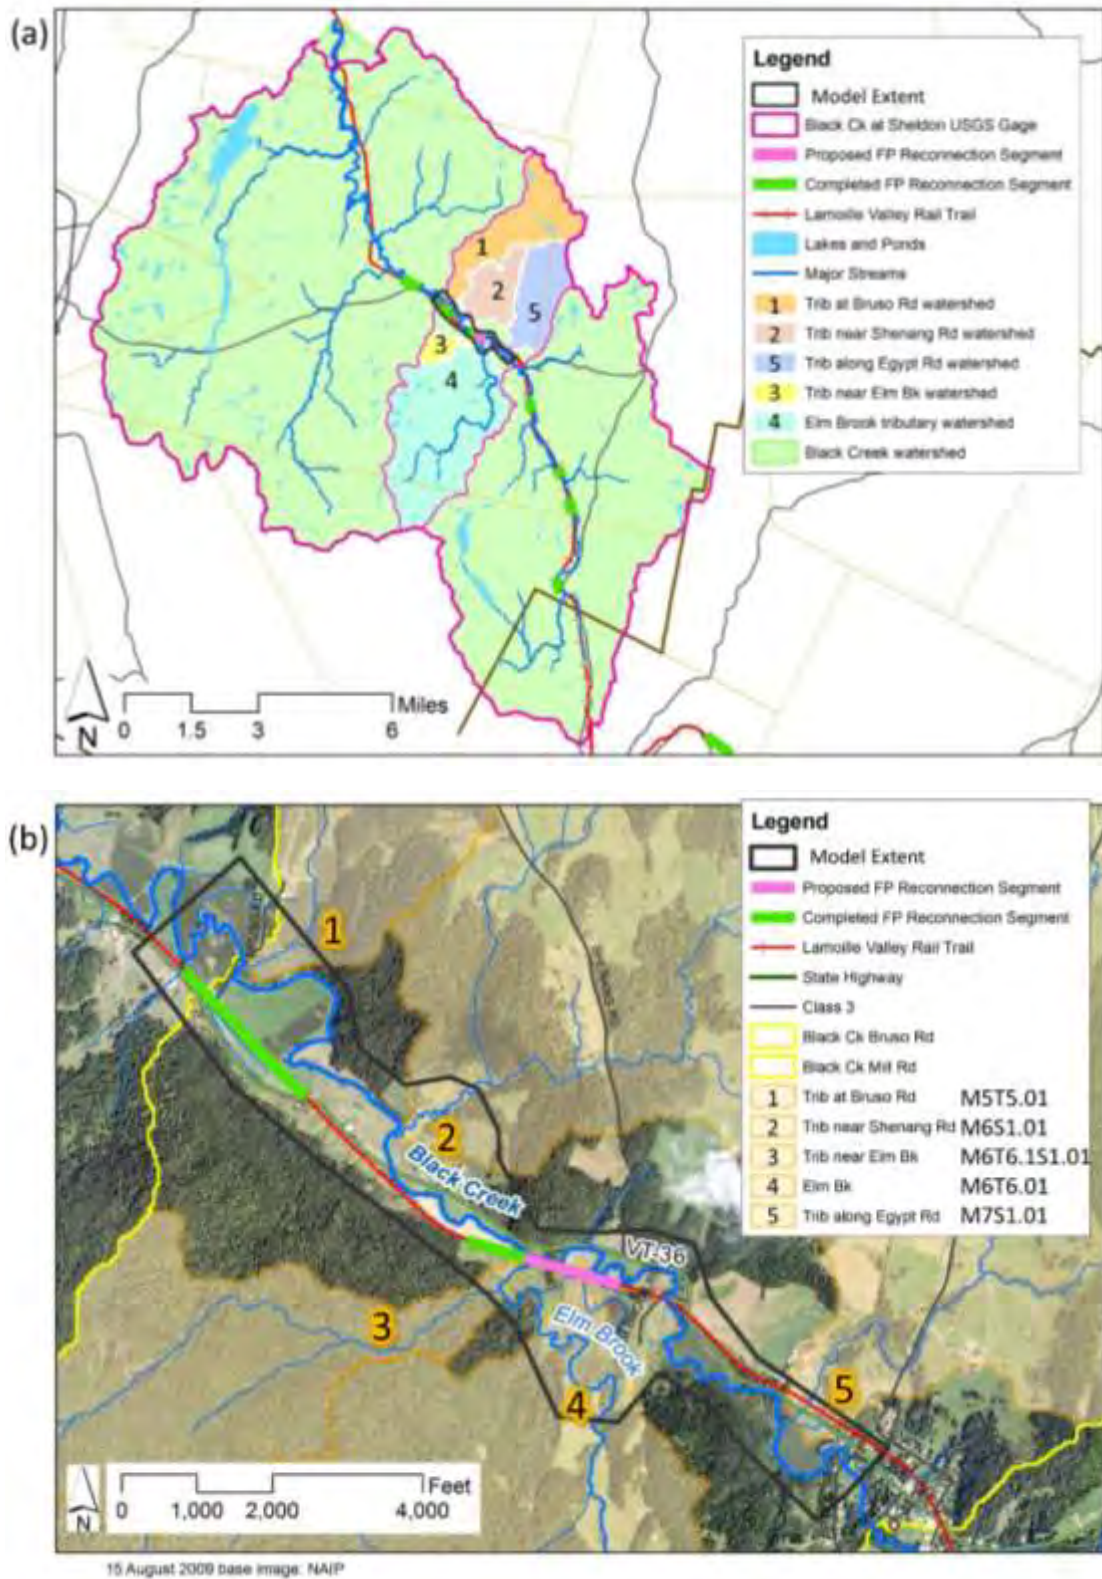 (a)
Legend
Model Extent
Black Ck at Sheldon USGS Gage
Proposed FP Reconnection Segment
Completed FP Reconnection Segment
Lamoille Valley Rail Trail
Lakes and Ponds
Major Streams
1 Trib at Bruso Rd watershed
2 Trib near Shenang Rd watershed
5 Trib along Egypt Rd watershed
3 Trib near Elm Bk watershed
4 Elm Brook tributary watershed
Black Creek watershed
1
2
5
3
4
Miles
0 1.5 3 6
N
(b)
Legend
Model Extent
Proposed FP Reconnection Segment
Completed FP Reconnection Segment
Lamoille Valley Rail Trail
State Highway
Class 3
Black Ck Bruso Rd
Black Ck Mill Rd
1 Trib at Bruso Rd M5T5.01
2 Trib near Shenang Rd M6S1.01
3 Trib near Elm Bk M6T6.1S1.01
4 Elm Bk M6T6.01
5 Trib along Egypt Rd M7S1.01
1
2
Black Creek
VT-36
3
Elm Brook
5
4
Feet
0 1,000 2,000 4,000
N
15 August 2009 base image: NAIP